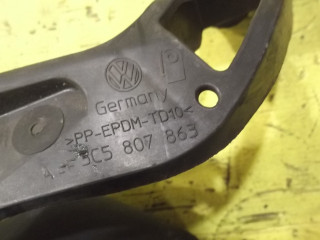 Germany
>PP-EPDM-TD10<
3C5 807 863